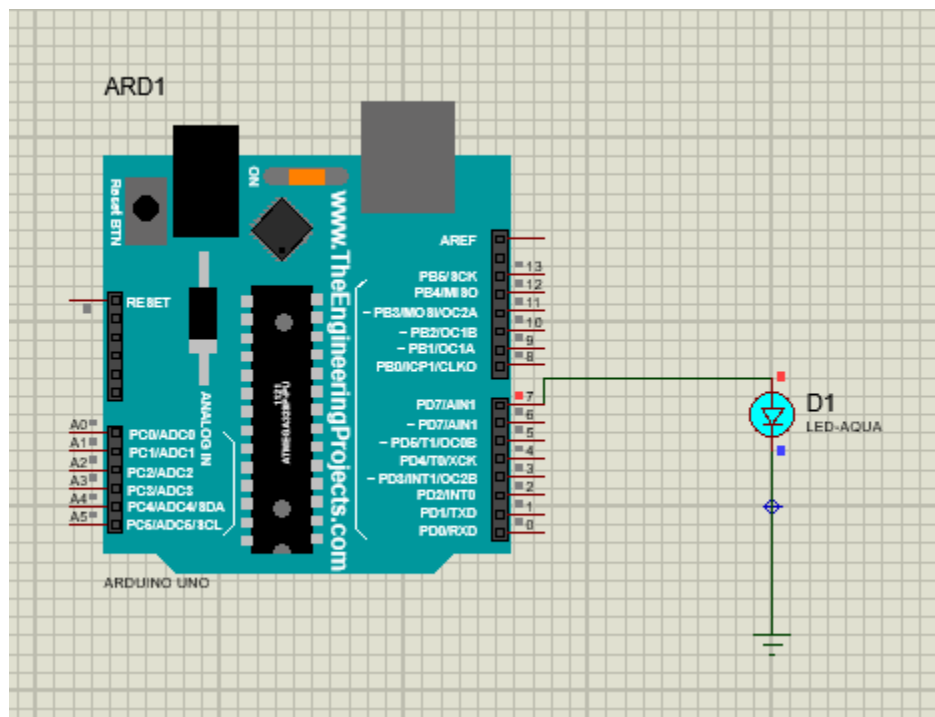 ARD1
Reset BTN
ON
www.TheEngineeringProjects.com
RESET
ANALOG IN
A0
A1
A2
A3
A4
A5
PC0/ADC0
PC1/ADC1
PC2/ADC2
PC3/ADC3
PC4/ADC4/SDA
PC5/ADC5/SCL
AREF
PB5/SCK
PB4/MISO
~ PB3/MOSI/OC2A
~ PB2/OC1B
~ PB1/OC1A
PB0/ICP1/CLKO
13
12
11
10
9
8
PD7/AIN1
~ PD7/AIN1
~ PD5/T1/OC0B
PD4/T0/XCK
~ PD3/INT1/OC2B
PD2/INT0
PD1/TXD
PD0/RXD
7
6
5
4
3
2
1
0
D1
LED-AQUA
ARDUINO UNO